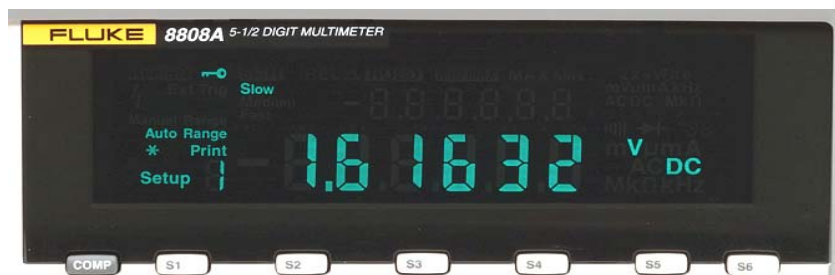 FLUKE 8808A 5-1/2 DIGIT MULTIMETER
Slow
Auto Range
* Print
Setup 1
1.61632 V DC
COMP S1 S2 S3 S4 S5 S6